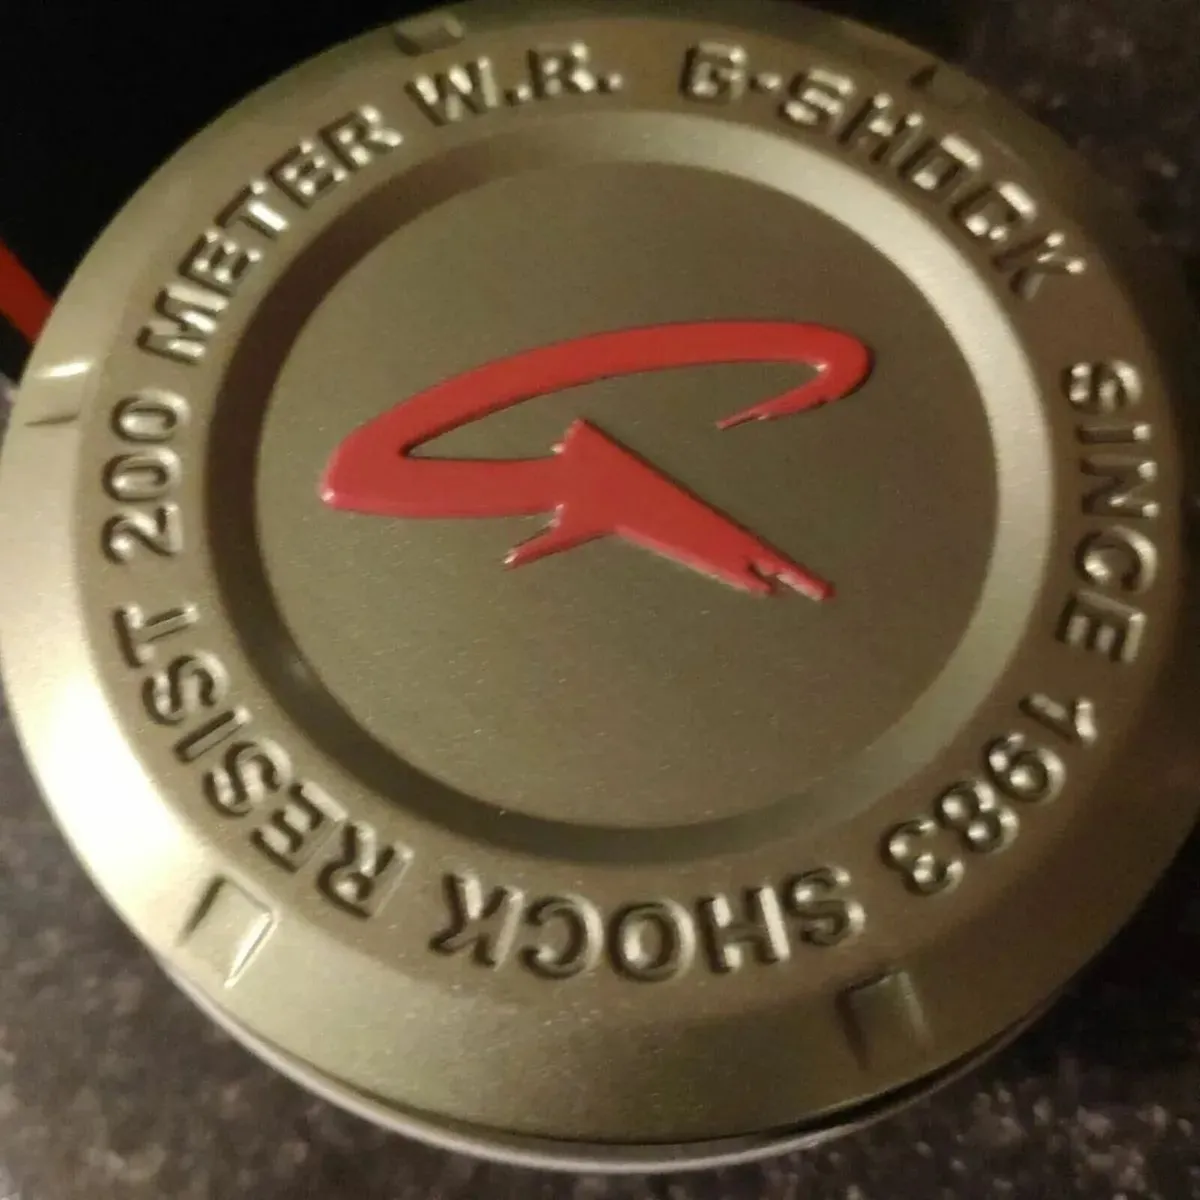 G-SHOCK SINCE 1983 SHOCK RESIST 200 METER W.R.
G